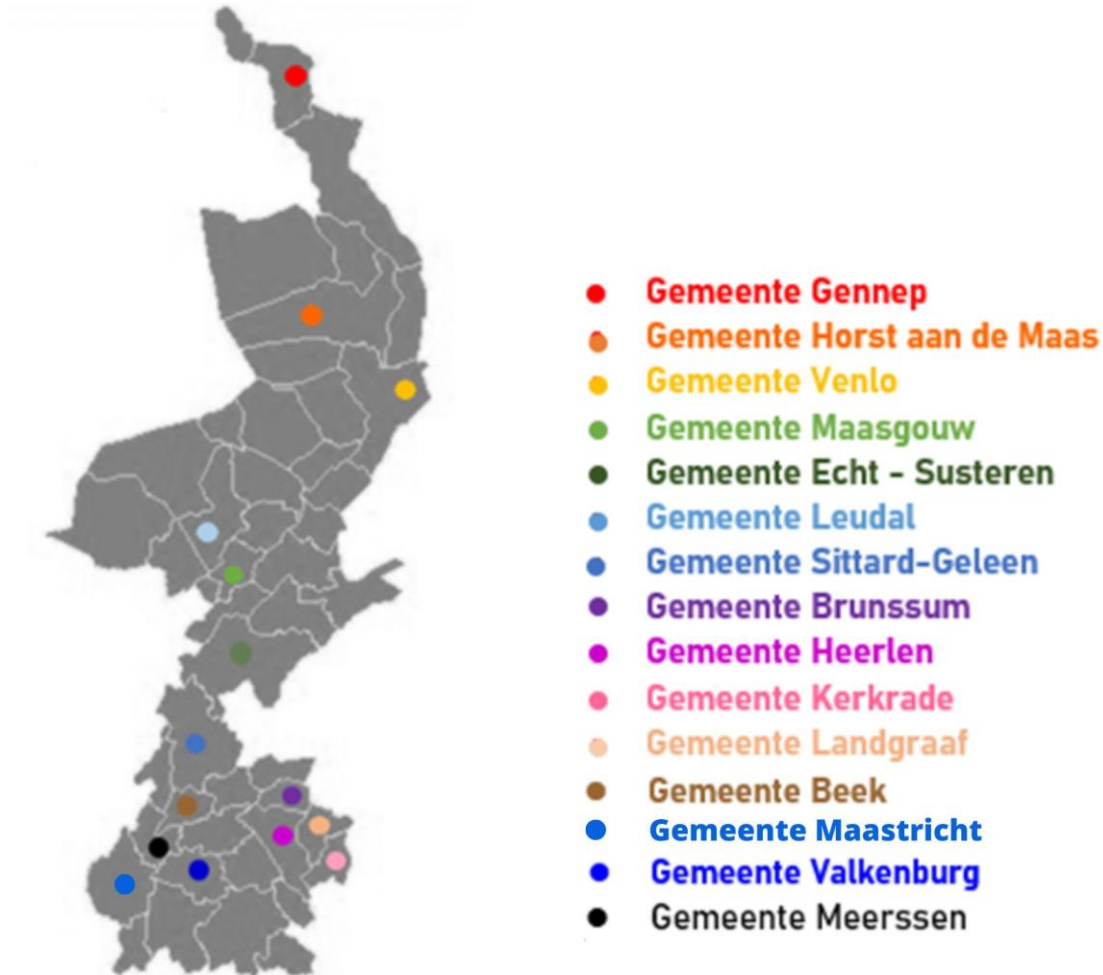 Gemeente Gennep
Gemeente Horst aan de Maas
Gemeente Venlo
Gemeente Maasgouw
Gemeente Echt - Susteren
Gemeente Leudal
Gemeente Sittard-Geleen
Gemeente Brunssum
Gemeente Heerlen
Gemeente Kerkrade
Gemeente Landgraaf
Gemeente Beek
Gemeente Maastricht
Gemeente Valkenburg
Gemeente Meerssen